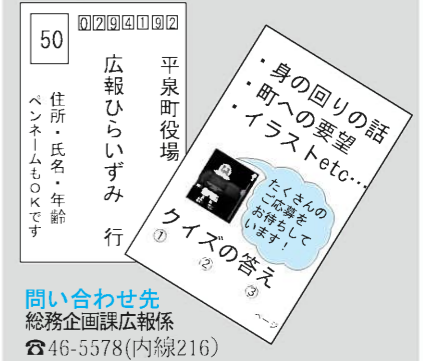 50
0294192
平泉町役場
広報ひらいずみ 行
住所・氏名・年齢
ペンネームもOKです
・身の回りの話
・町への要望
・イラストetc…
たくさんの
ご応募を
お待ちして
います！
クイズの答え
① ② ③
ページ
問い合わせ先
総務企画課広報係
☎46-5578(内線216)